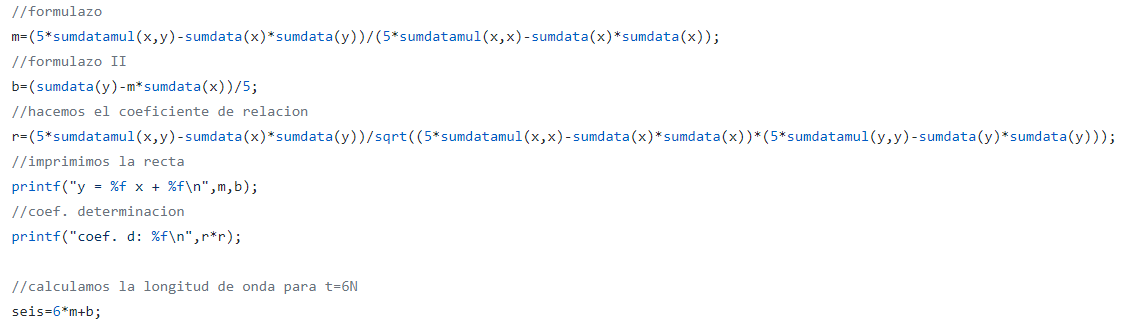 //formulazo
m=(5*sumdatamul(x,y)-sumdata(x)*sumdata(y))/(5*sumdatamul(x,x)-sumdata(x)*sumdata(x));
//formulazo II
b=(sumdata(y)-m*sumdata(x))/5;
//hacemos el coeficiente de relacion
r=(5*sumdatamul(x,y)-sumdata(x)*sumdata(y))/sqrt((5*sumdatamul(x,x)-sumdata(x)*sumdata(x))*(5*sumdatamul(y,y)-sumdata(y)*sumdata(y)));
//imprimimos la recta
printf("y = %f x + %f\n",m,b);
//coef. determinacion
printf("coef. d: %f\n",r*r);
//calculamos la longitud de onda para t=6N
seis=6*m+b;